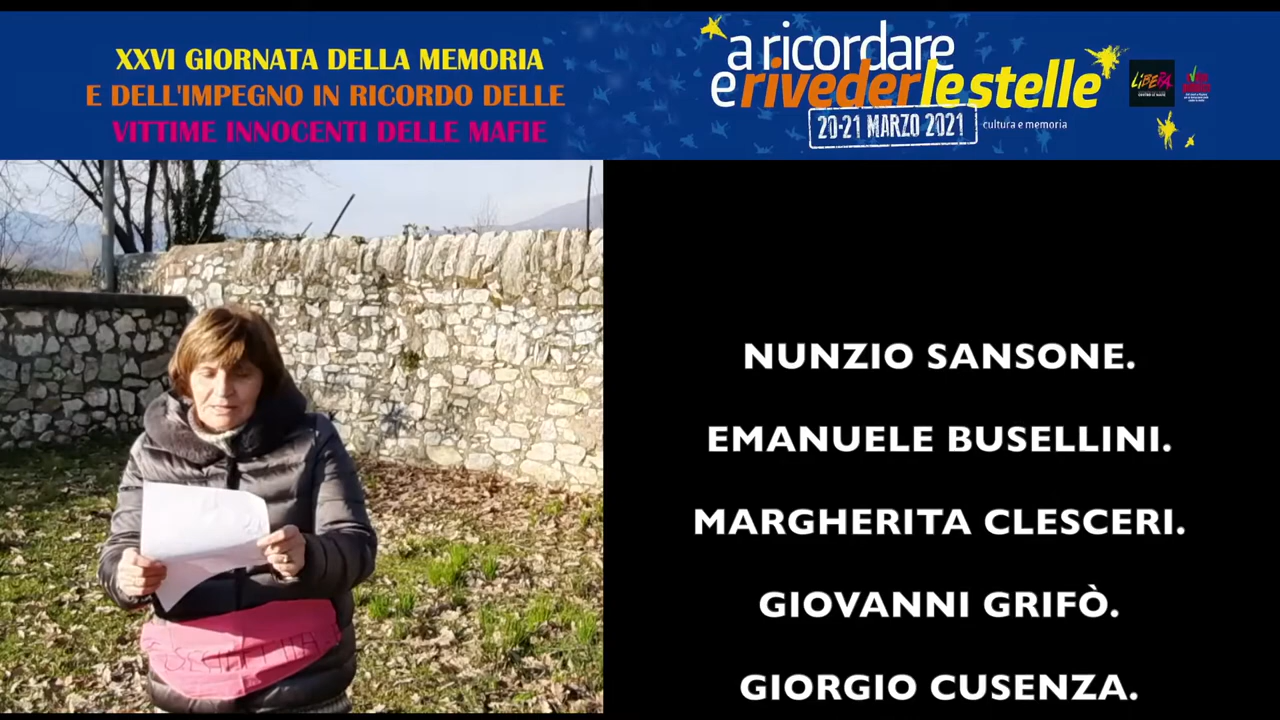 XXVI GIORNATA DELLA MEMORIA
E DELL'IMPEGNO IN RICORDO DELLE
VITTIME INNOCENTI DELLE MAFIE
a ricordare
e riveder le stelle
20-21 MARZO 2021
cultura e memoria
LIBERA
NUNZIO SANSONE.
EMANUELE BUSELLINI.
MARGHERITA CLESCERI.
GIOVANNI GRIFÒ.
GIORGIO CUSENZA.